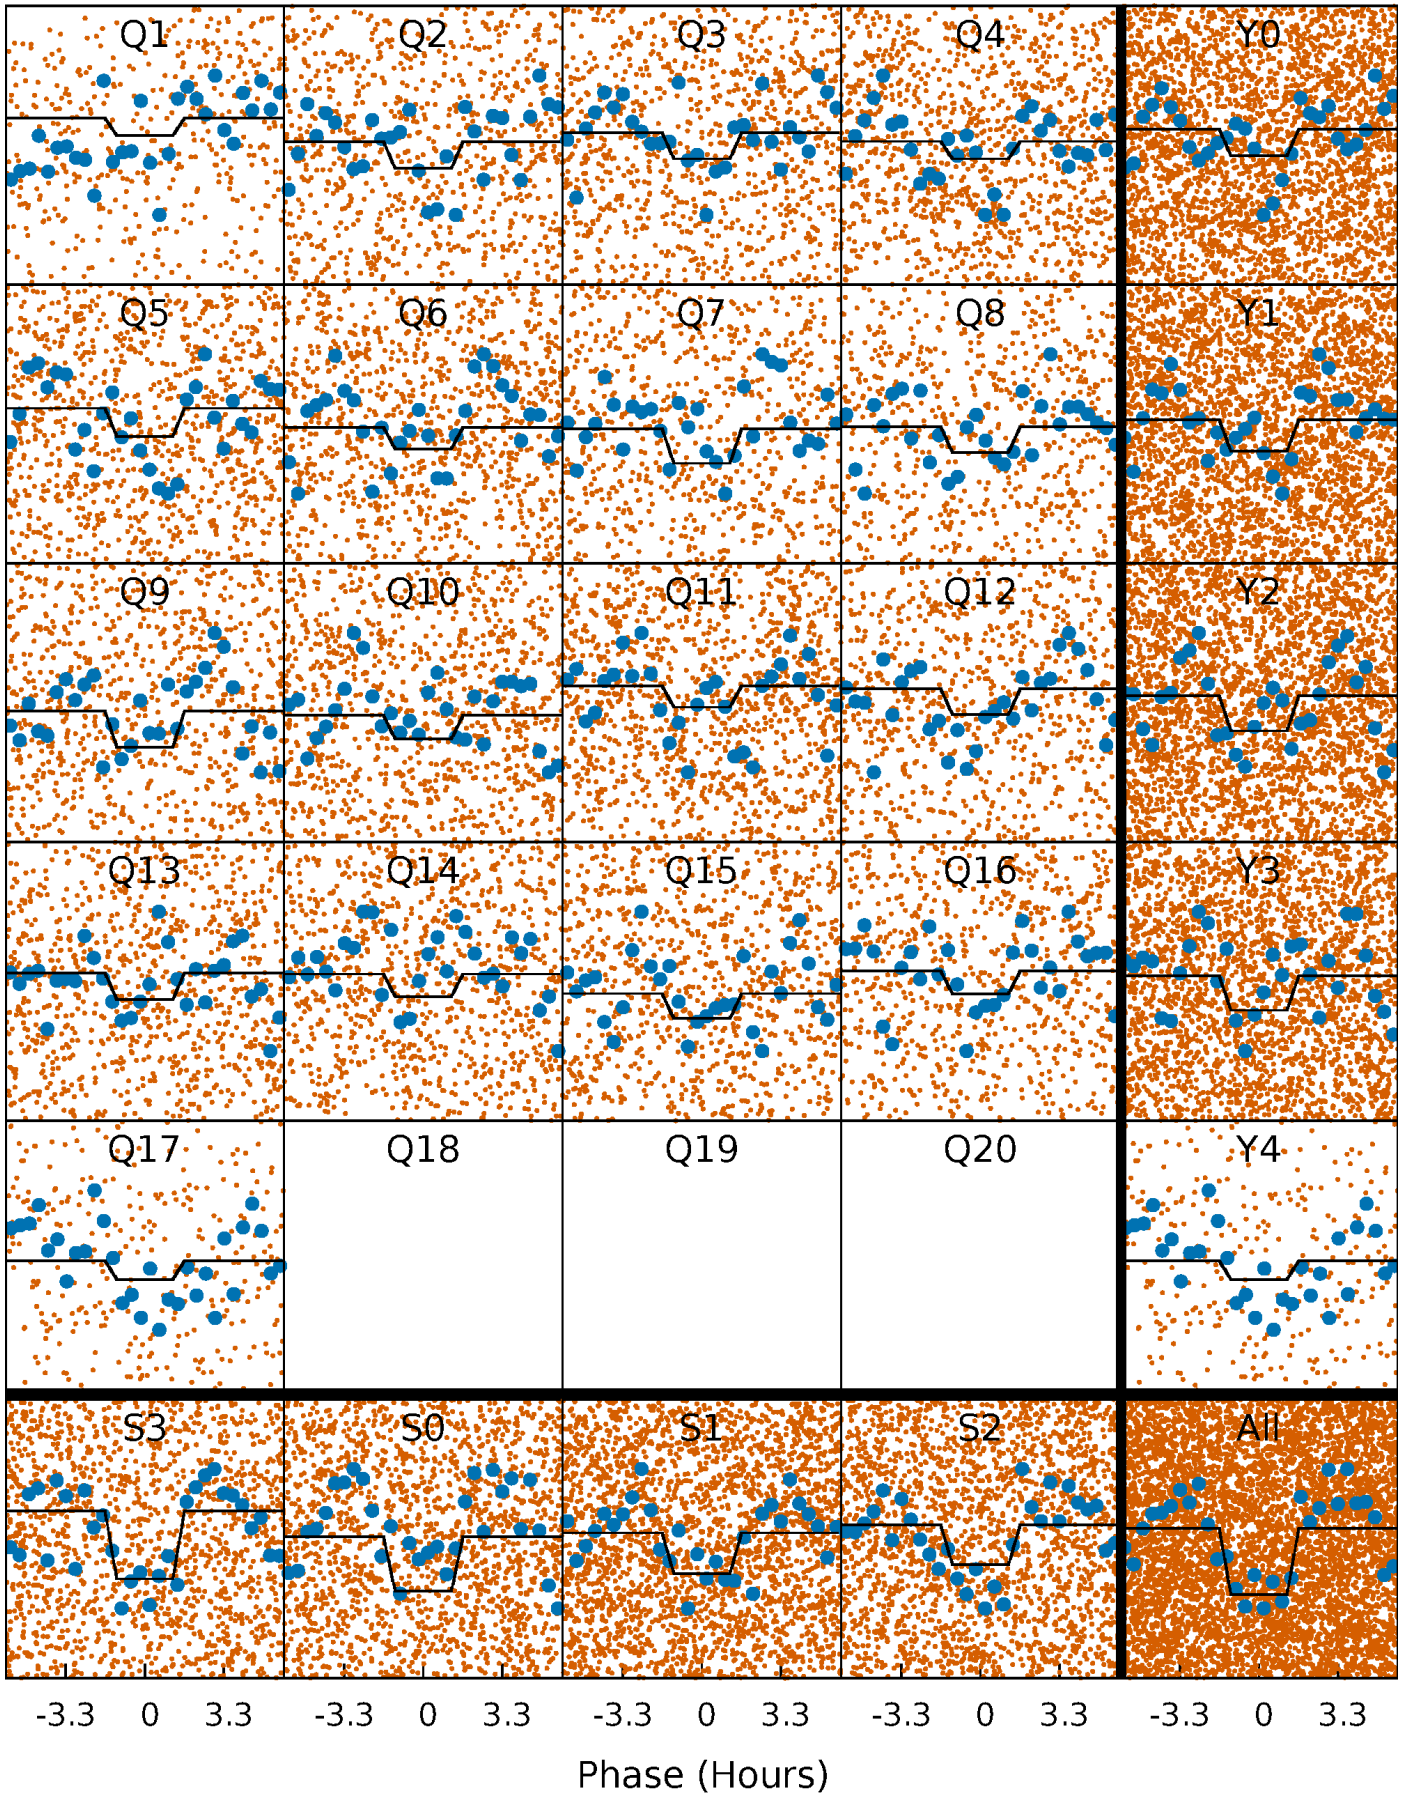 Q1 Q2 Q3 Q4 Y0
Q5 Q6 Q7 Q8 Y1
Q9 Q10 Q11 Q12 Y2
Q13 Q14 Q15 Q16 Y3
Q17 Q18 Q19 Q20 Y4
S3 S0 S1 S2 All
-3.3 0 3.3 -3.3 0 3.3 -3.3 0 3.3 -3.3 0 3.3 -3.3 0 3.3
Phase (Hours)